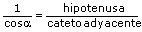 1/cosα = hipotenusa/cateto adyacente